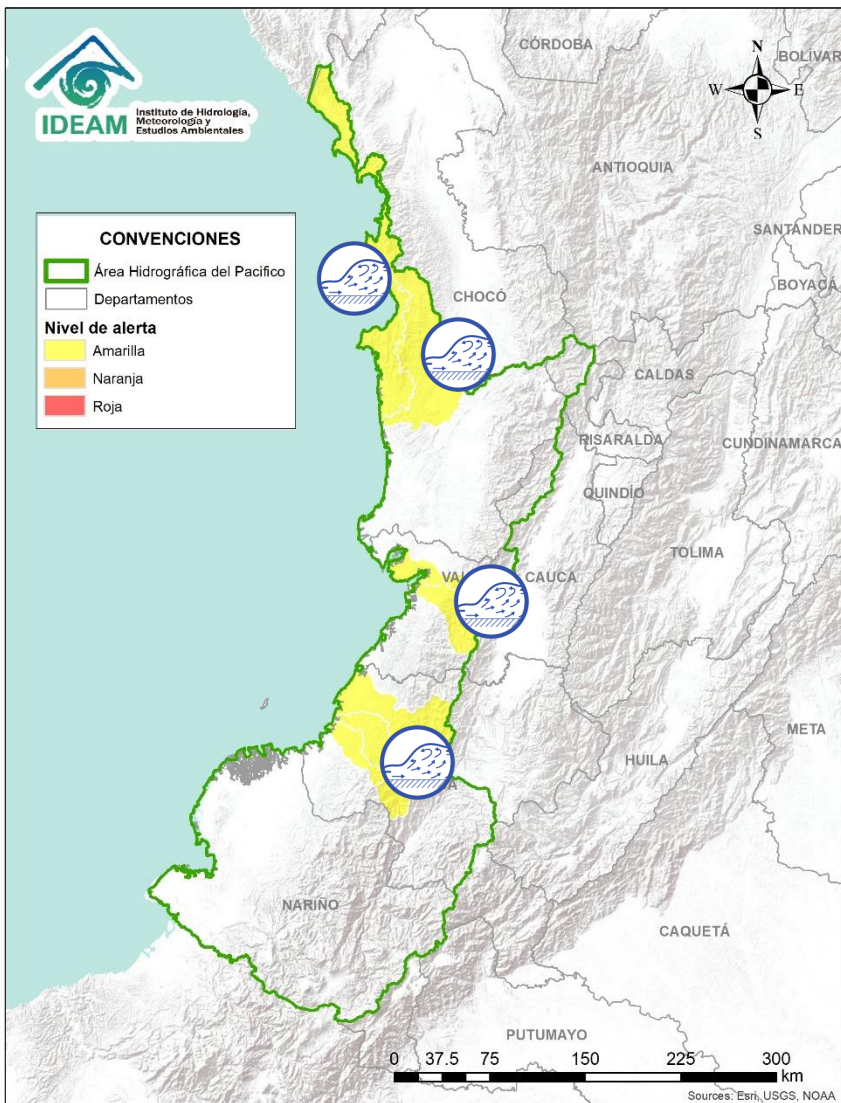 CÓRDOBA
BOLÍVAR
N
W E
S
IDEAM
Instituto de Hidrología,
Meteorología y
Estudios Ambientales
ANTIOQUIA
SANTANDER
CONVENCIONES
Área Hidrográfica del Pacifico
Departamentos
Nivel de alerta
Amarilla
Naranja
Roja
BOYACÁ
CHOCÓ
CALDAS
RISARALDA
CUNDINAMARCA
QUINDÍO
TOLIMA
CAUCA
META
HUILA
NARIÑO
CAQUETÁ
PUTUMAYO
0 37.5 75 150 225 300
km
Sources: Esri, USGS, NOAA